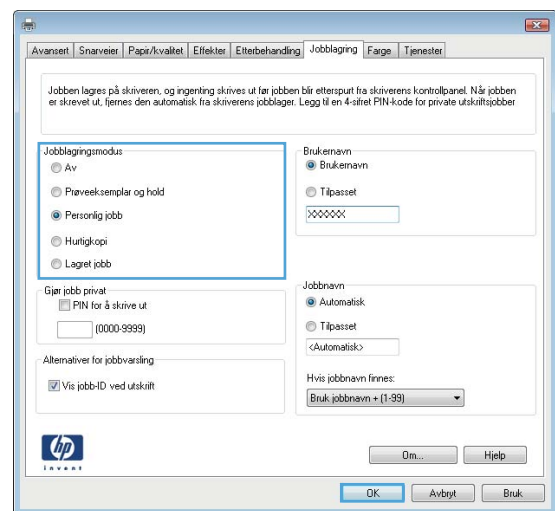 Avansert Snarveier Papir/kvalitet Effekter Etterbehandling Jobblagring Farge Tjenester
Jobben lagres på skriveren, og ingenting skrives ut før jobben blir etterspurt fra skriverens kontrollpanel. Når jobben
er skrevet ut, fjernes den automatisk fra skriverens jobblager. Legg til en 4-sifret PIN-kode for private utskriftsjobber
Jobblagringsmodus
Av
Prøveeksemplar og hold
Personlig jobb
Hurtigkopi
Lagret jobb
Brukernavn
Brukernavn
Tilpasset
XXXXXX
Gjør jobb privat
PIN for å skrive ut
(0000-9999)
Jobbnavn
Automatisk
Tilpasset
<Automatisk>
Alternativer for jobbvarsling
Vis jobb-ID ved utskrift
Hvis jobbnavn finnes:
Bruk jobbnavn + (1-99)
hp
invent
Om... Hjelp
OK Avbryt Bruk